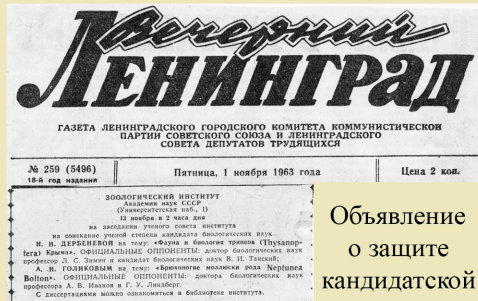 Вечерний
ЛЕНИНГРАД
ГАЗЕТА ЛЕНИНГРАДСКОГО ГОРОДСКОГО КОМИТЕТА КОММУНИСТИЧЕСКОЙ
ПАРТИИ СОВЕТСКОГО СОЮЗА И ЛЕНИНГРАДСКОГО
СОВЕТА ДЕПУТАТОВ ТРУДЯЩИХСЯ
№ 259 (5496)
18-й год издания
Пятница, 1 ноября 1963 года
Цена 2 коп.
ЗООЛОГИЧЕСКИЙ ИНСТИТУТ
Академии наук СССР
(Университетская наб., 1)
13 ноября в 2 часа дня
на заседании ученого совета института
на соискание ученой степени кандидата биологических наук
Н. Н. ДЕРБЕНЕВОЙ на тему: «Фауна и биология трипсов (Thysanop-
tera) Крыма». ОФИЦИАЛЬНЫЕ ОППОНЕНТЫ: доктор биологических наук
профессор Л. С. Зимин и кандидат биологических наук В. И. Танский;
А. Н. ГОЛИКОВЫМ на тему: «Брюхоногие моллюски рода Neptunea
Bolten». ОФИЦИАЛЬНЫЕ ОППОНЕНТЫ: доктора биологических наук
профессора А. В. Иванов и Г. У. Линдберг.
С диссертациями можно ознакомиться в библиотеке института.
Объявление
о защите
кандидатской